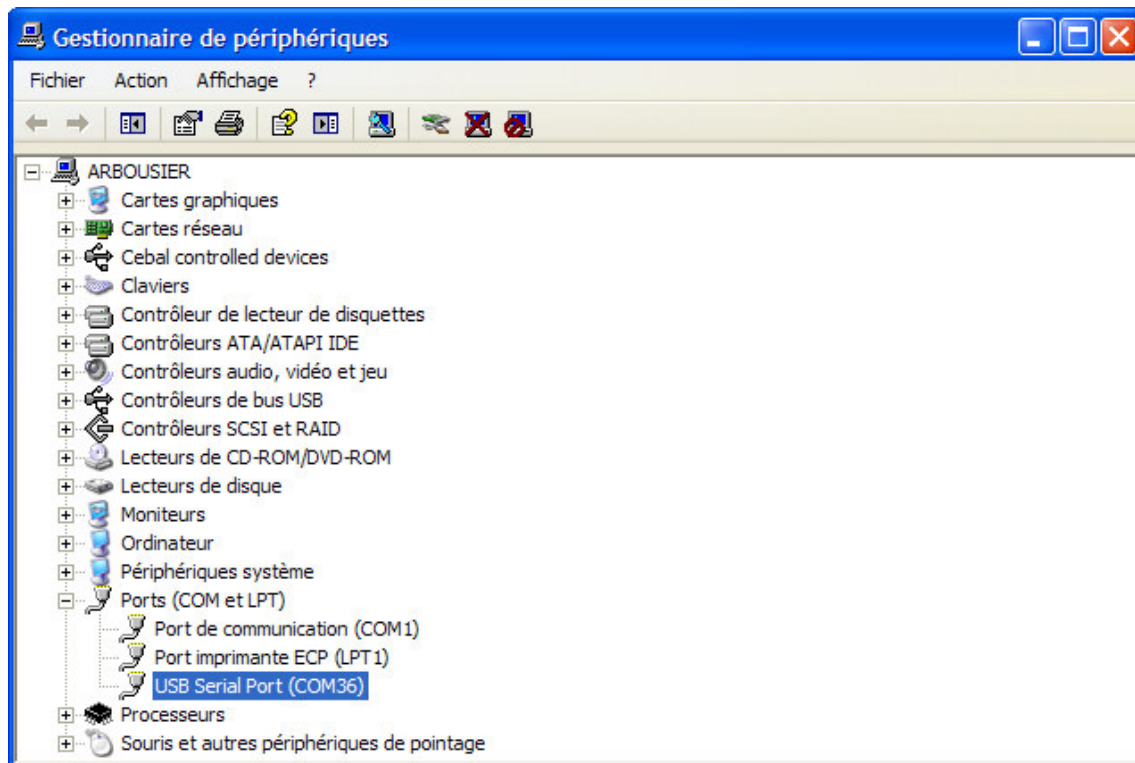 Gestionnaire de périphériques
Fichier Action Affichage ?
ARBOUSIER
Cartes graphiques
Cartes réseau
Cebal controlled devices
Claviers
Contrôleur de lecteur de disquettes
Contrôleurs ATA/ATAPI IDE
Contrôleurs audio, vidéo et jeu
Contrôleurs de bus USB
Contrôleurs SCSI et RAID
Lecteurs de CD-ROM/DVD-ROM
Lecteurs de disque
Moniteurs
Ordinateur
Périphériques système
Ports (COM et LPT)
Port de communication (COM1)
Port imprimante ECP (LPT1)
USB Serial Port (COM36)
Processeurs
Souris et autres périphériques de pointage